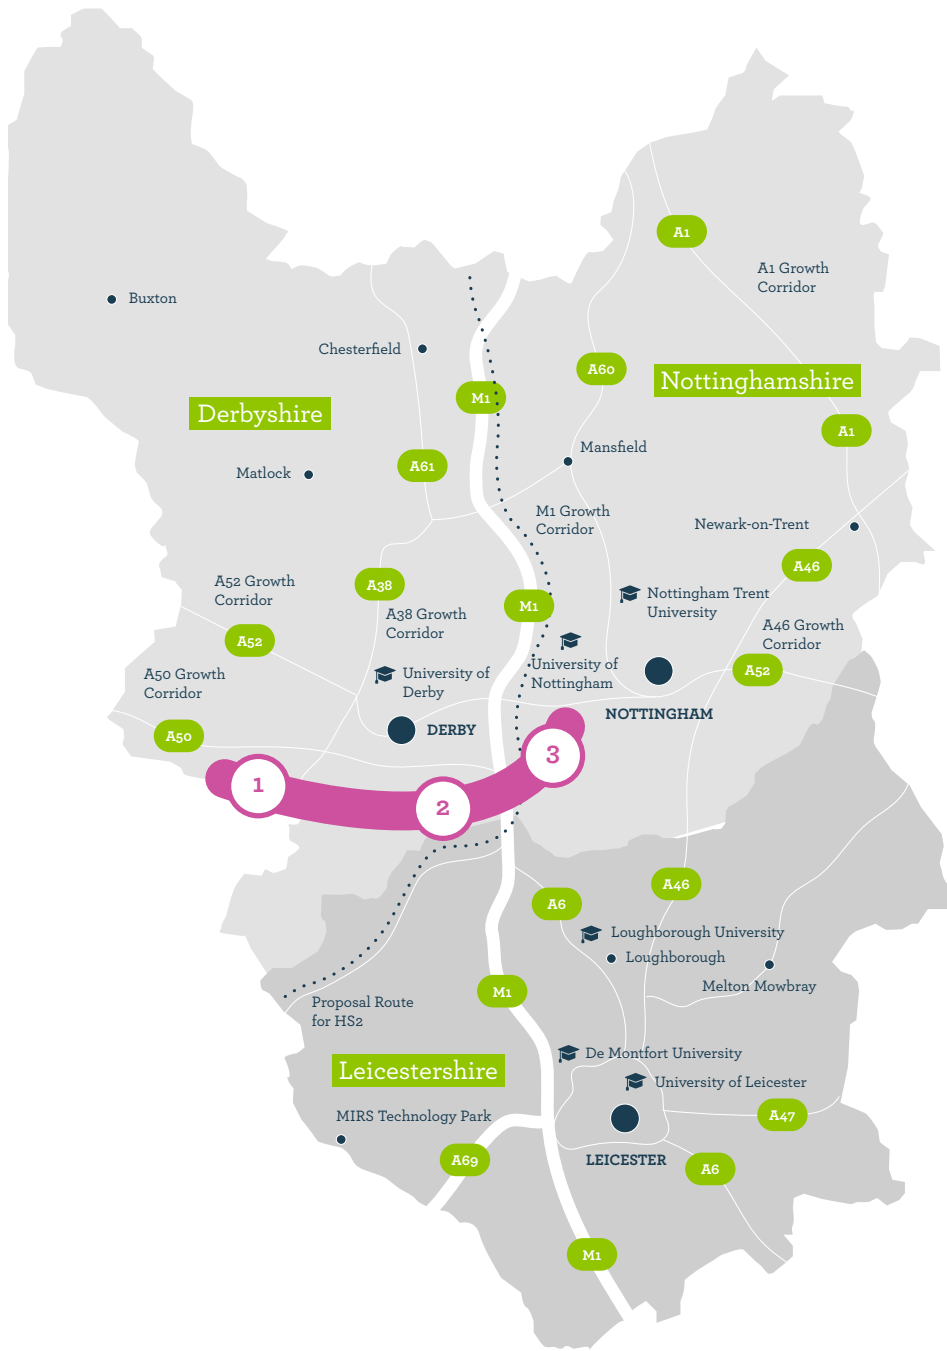 A1
A1 Growth
Corridor
Buxton
Chesterfield
A60
Nottinghamshire
M1
Derbyshire
A1
Mansfield
A61
Matlock
M1 Growth
Corridor
Newark-on-Trent
A46
A52 Growth
Corridor
A38
Nottingham Trent
University
M1
A38 Growth
Corridor
A46 Growth
Corridor
A52
University of
Nottingham
A50 Growth
Corridor
University of
Derby
A52
NOTTINGHAM
DERBY
A50
3
1
2
A46
A6
Loughborough University
Loughborough
Melton Mowbray
M1
Proposal Route
for HS2
De Montfort University
Leicestershire
University of Leicester
MIRS Technology Park
A47
A69
LEICESTER
A6
M1